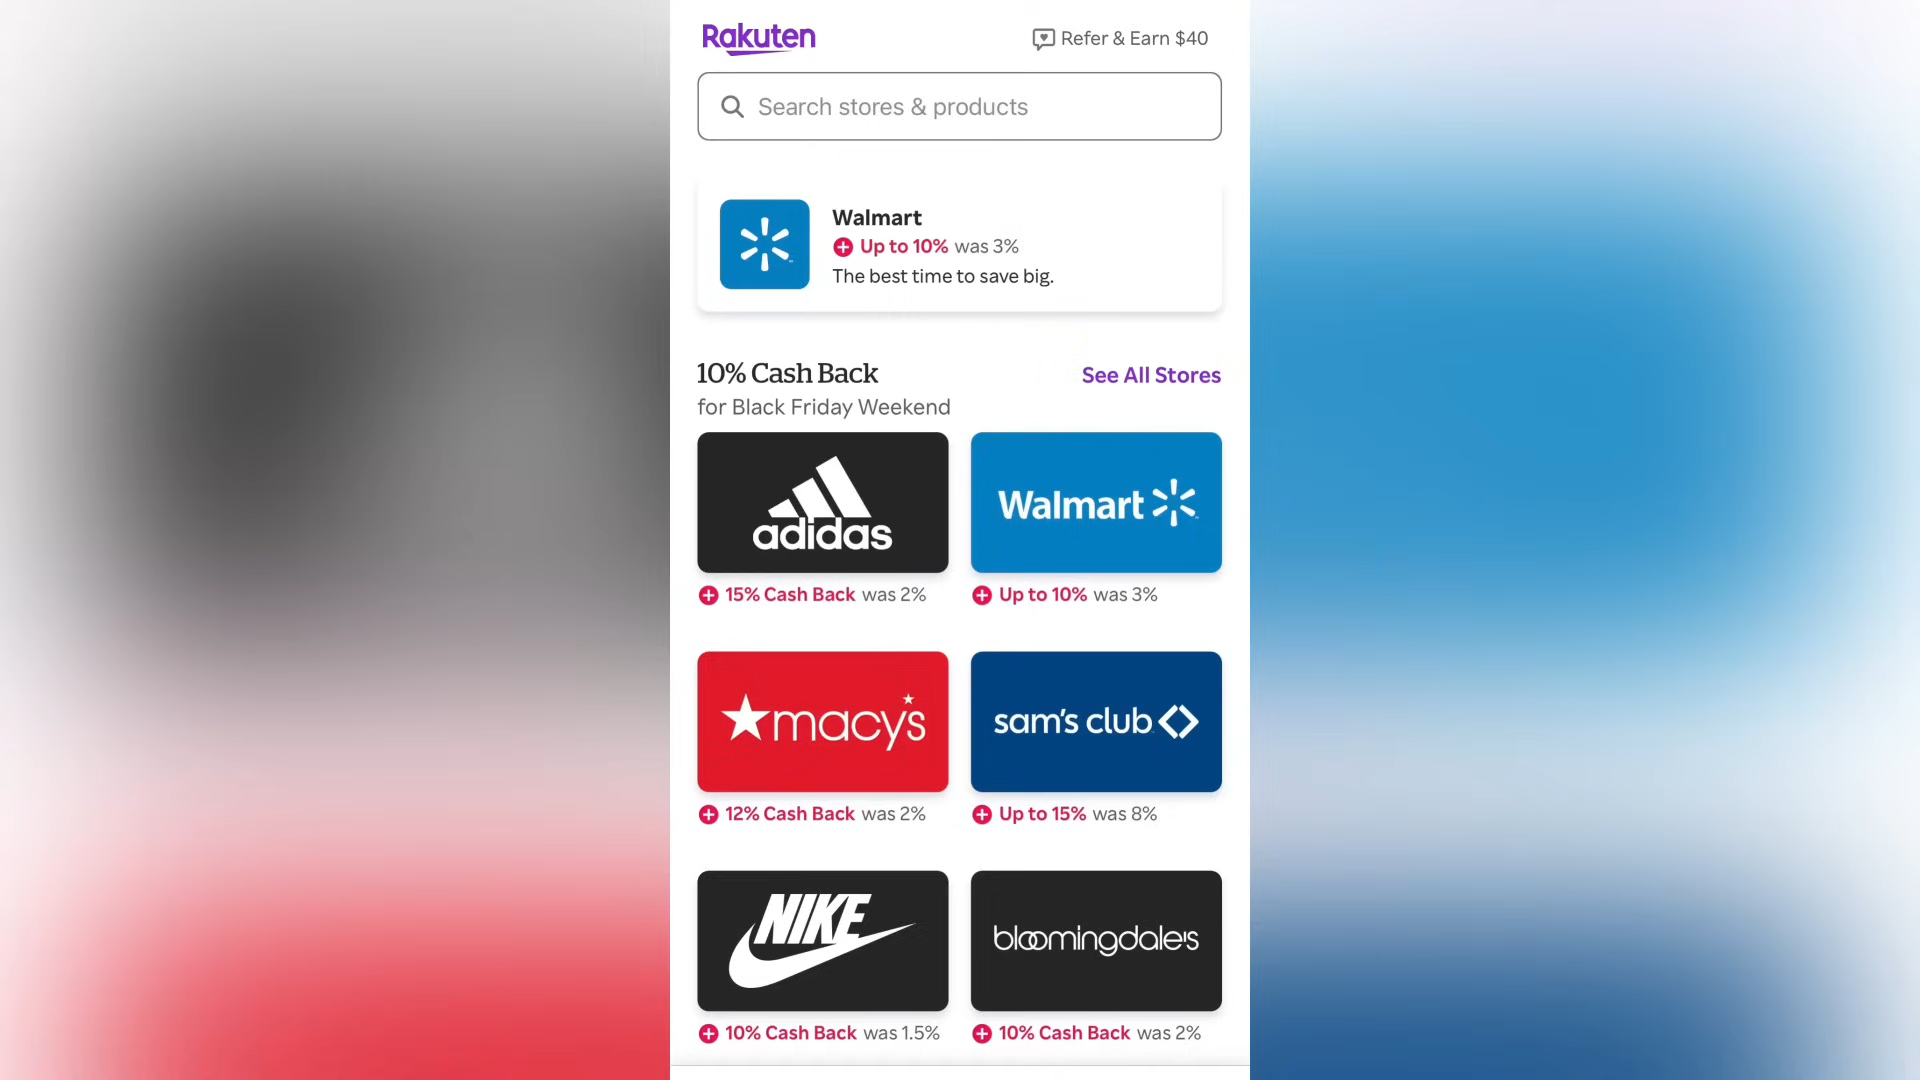 Rakuten
Refer & Earn $40
Search stores & products
Walmart
Up to 10% was 3%
The best time to save big.
10% Cash Back
See All Stores
for Black Friday Weekend
adidas
Walmart
15% Cash Back was 2%
Up to 10% was 3%
macy's
sam's club
12% Cash Back was 2%
Up to 15% was 8%
NIKE
bloomingdale's
10% Cash Back was 1.5%
10% Cash Back was 2%